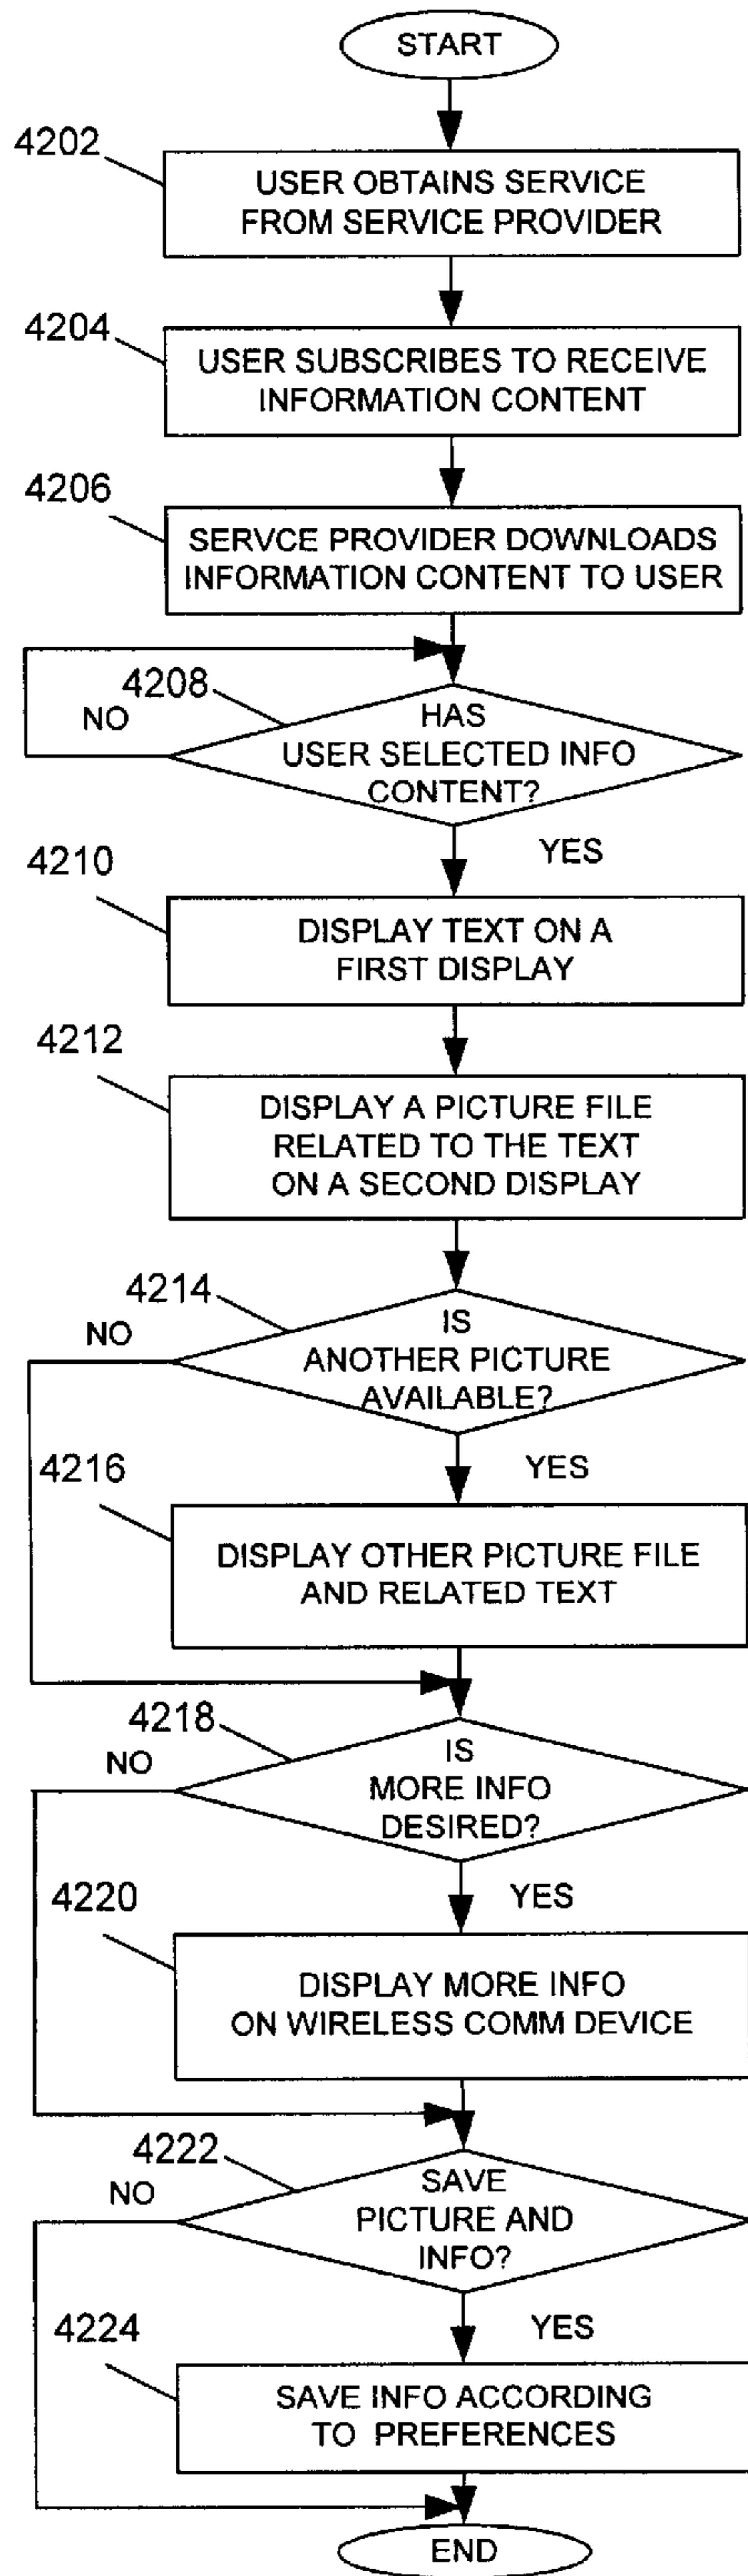 START
4202
USER OBTAINS SERVICE
FROM SERVICE PROVIDER
4204
USER SUBSCRIBES TO RECEIVE
INFORMATION CONTENT
4206
SERVCE PROVIDER DOWNLOADS
INFORMATION CONTENT TO USER
4208
NO
HAS
USER SELECTED INFO
CONTENT?
YES
4210
DISPLAY TEXT ON A
FIRST DISPLAY
4212
DISPLAY A PICTURE FILE
RELATED TO THE TEXT
ON A SECOND DISPLAY
4214
NO
IS
ANOTHER PICTURE
AVAILABLE?
YES
4216
DISPLAY OTHER PICTURE FILE
AND RELATED TEXT
4218
NO
IS
MORE INFO
DESIRED?
YES
4220
DISPLAY MORE INFO
ON WIRELESS COMM DEVICE
4222
NO
SAVE
PICTURE AND
INFO?
YES
4224
SAVE INFO ACCORDING
TO PREFERENCES
END